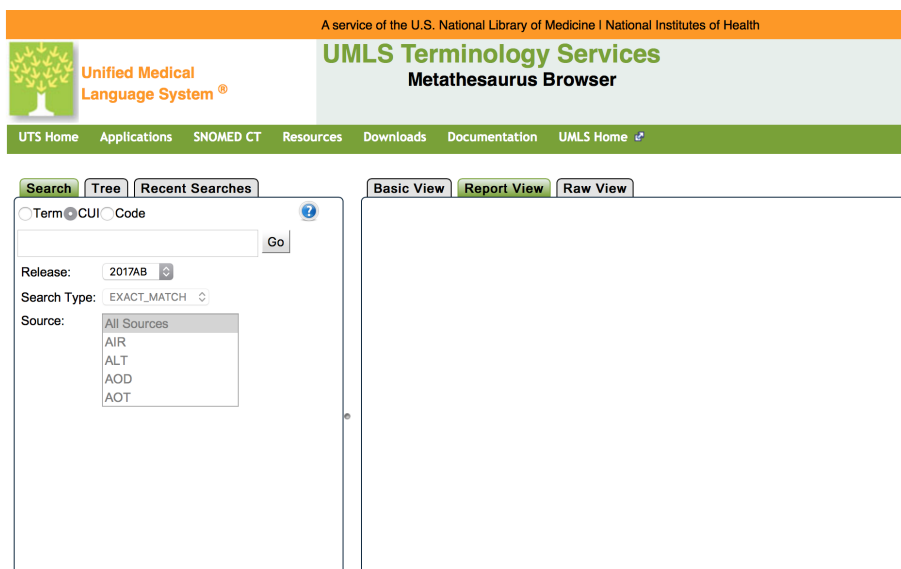 A service of the U.S. National Library of Medicine | National Institutes of Health
Unified Medical
Language System ®
UMLS Terminology Services
Metathesaurus Browser
UTS Home Applications SNOMED CT Resources Downloads Documentation UMLS Home
Search Tree Recent Searches
Basic View Report View Raw View
Term CUI Code ?
Go
Release: 2017AB
Search Type: EXACT_MATCH
Source: All Sources
AIR
ALT
AOD
AOT